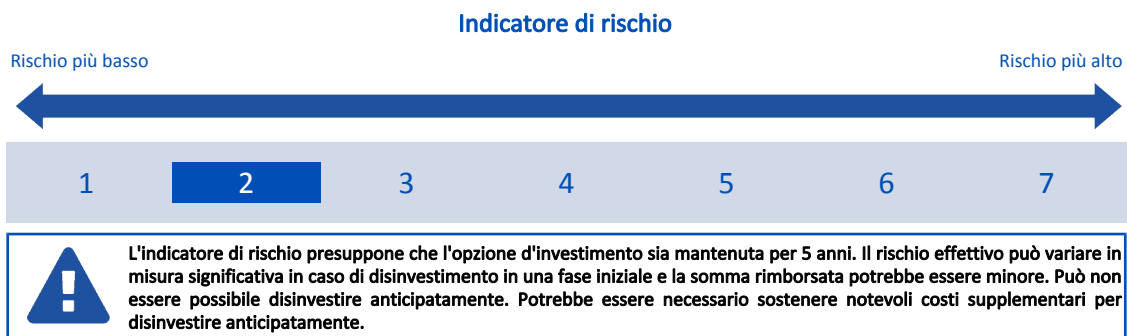 Indicatore di rischio
Rischio più basso
Rischio più alto
1 2 3 4 5 6 7
L'indicatore di rischio presuppone che l'opzione d'investimento sia mantenuta per 5 anni. Il rischio effettivo può variare in
misura significativa in caso di disinvestimento in una fase iniziale e la somma rimborsata potrebbe essere minore. Può non
essere possibile disinvestire anticipatamente. Potrebbe essere necessario sostenere notevoli costi supplementari per
disinvestire anticipatamente.